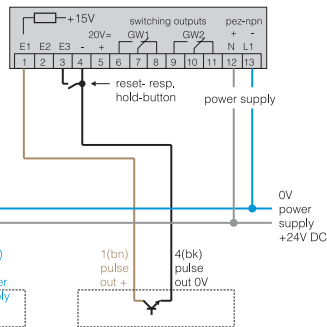 +15V
switching outputs
pez-npn
20V=
GW1
GW2
+
-
E1 E2 E3 - + N L1
1 2 3 4 5 6 7 8 9 10 11 12 13
reset- resp.
hold-button
power supply
0V
power
supply
+24V DC
1(bn)
pulse
out +
4(bk)
pulse
out 0V
)
er
ply